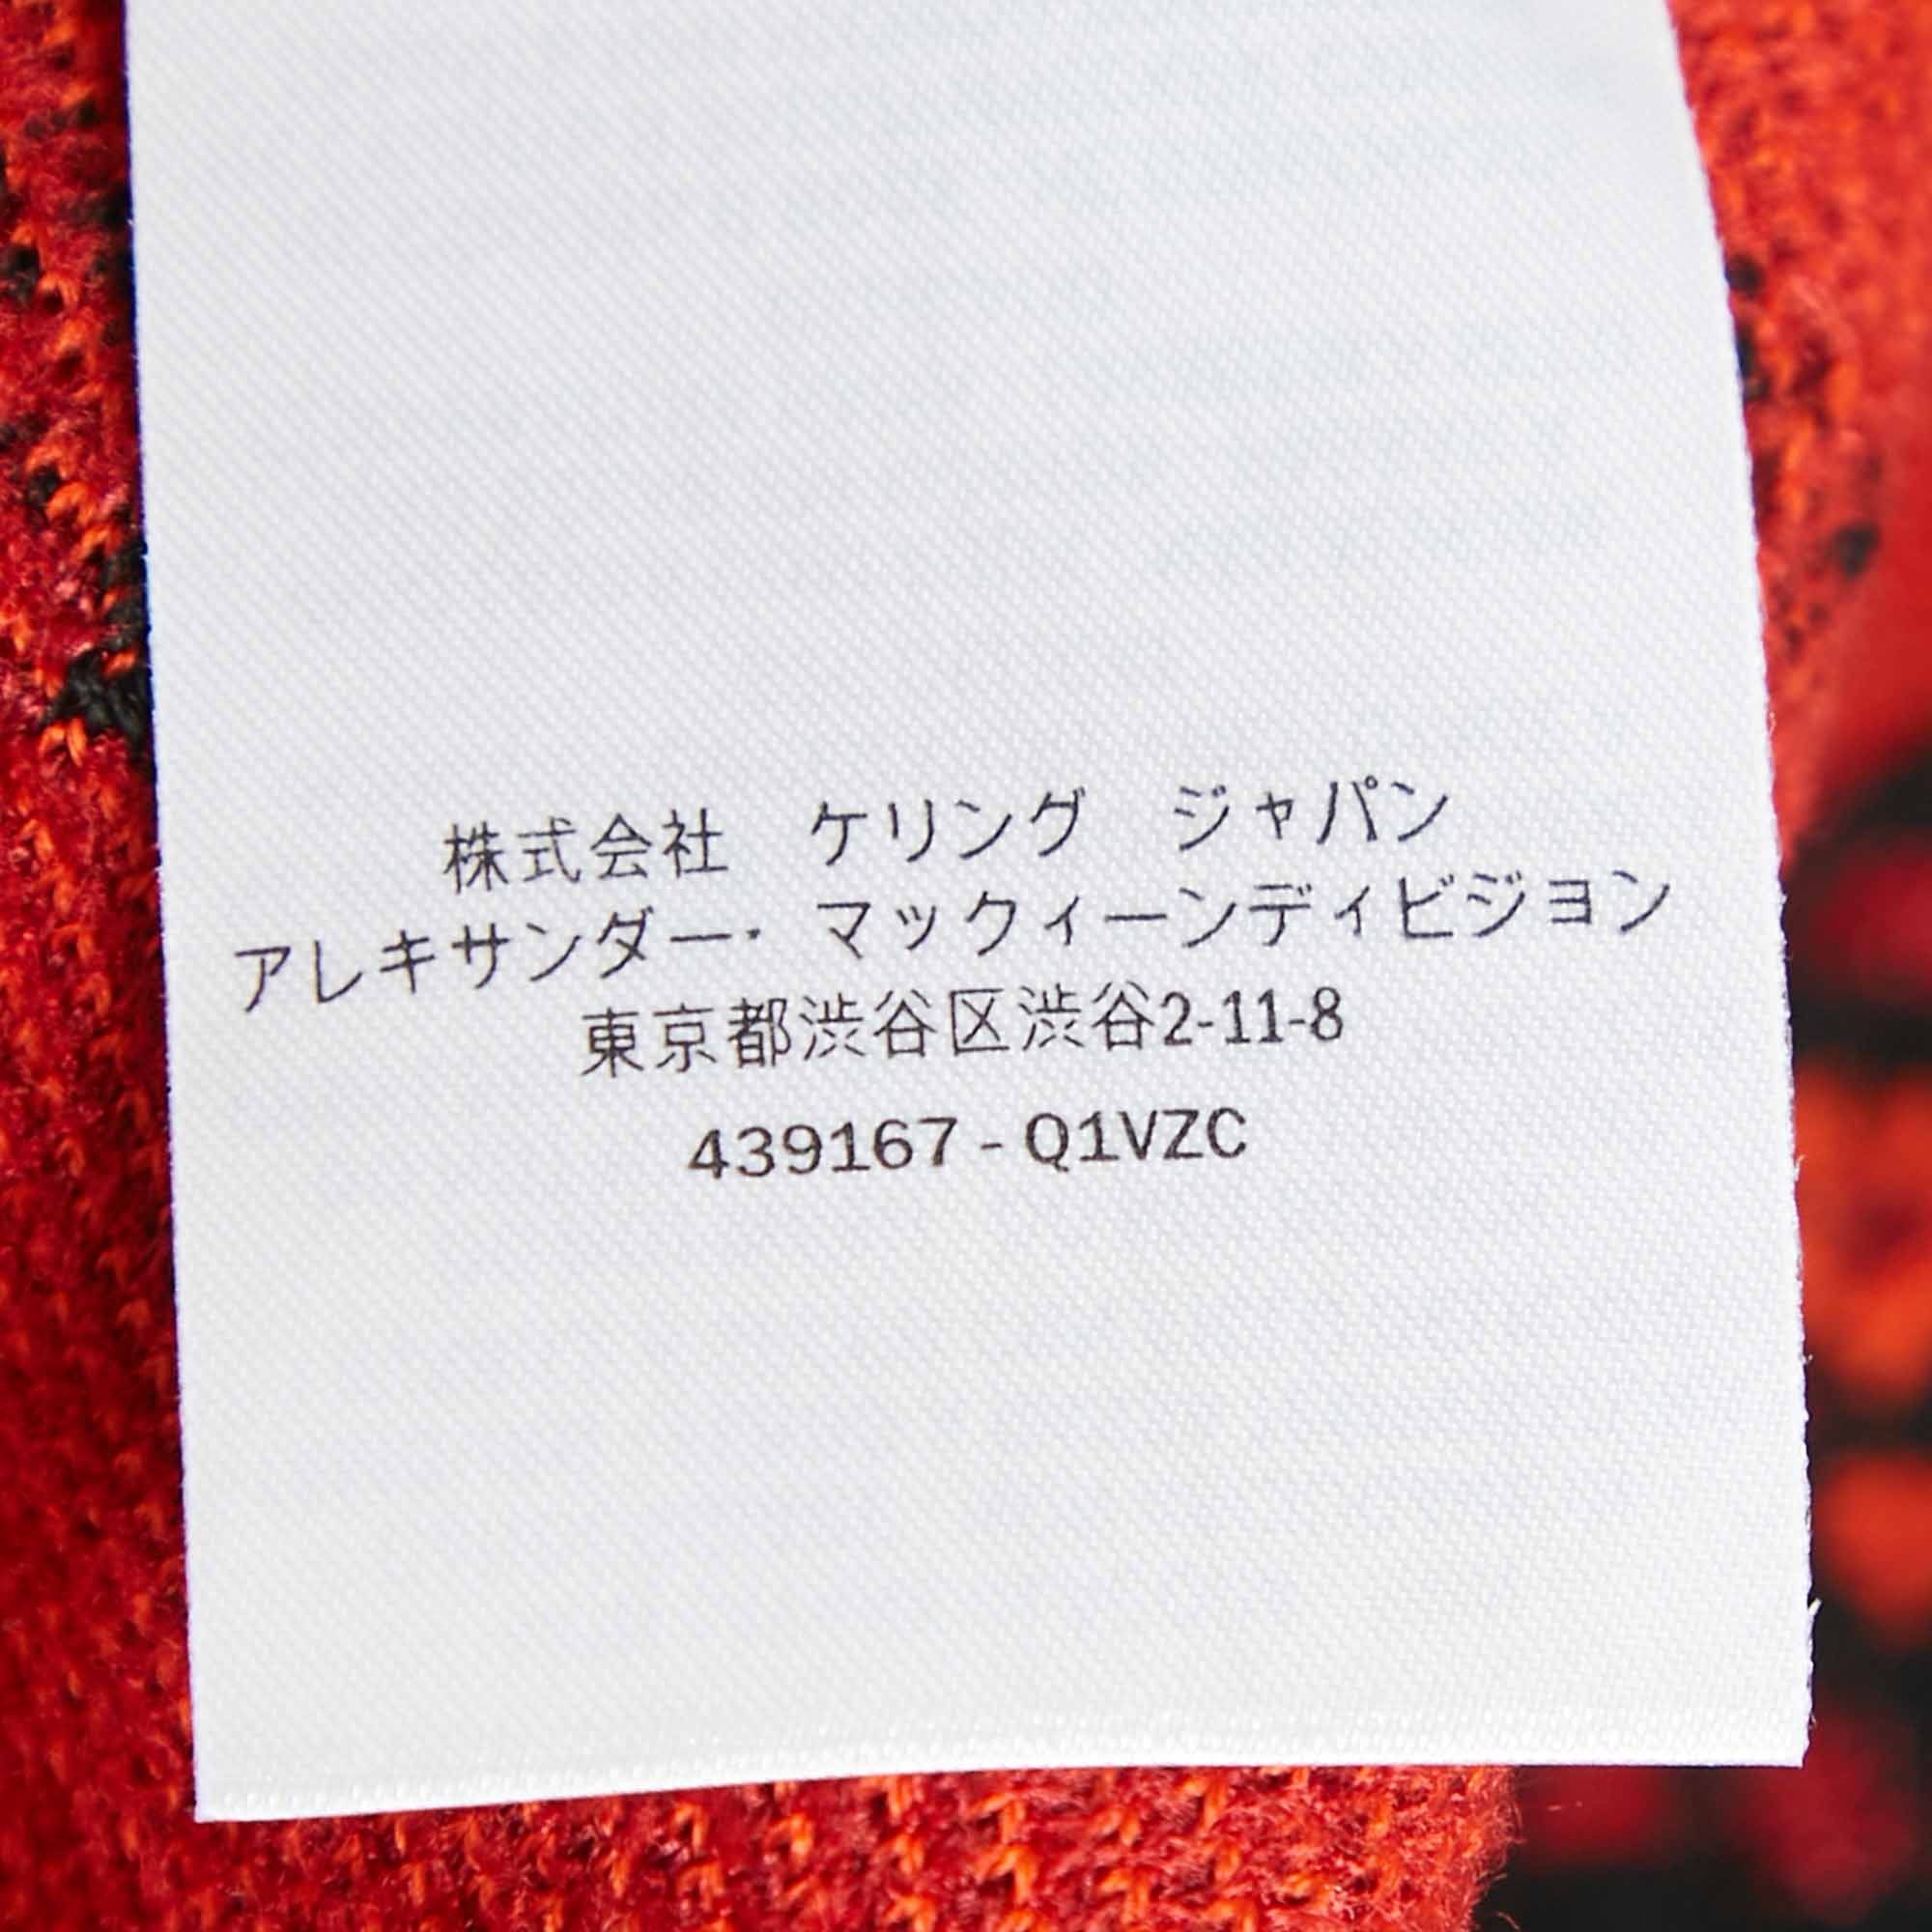 株式会社　ケリング　ジャパン
アレキサンダー・マックィーンディビジョン
東京都渋谷区渋谷2-11-8
439167 - Q1VZC